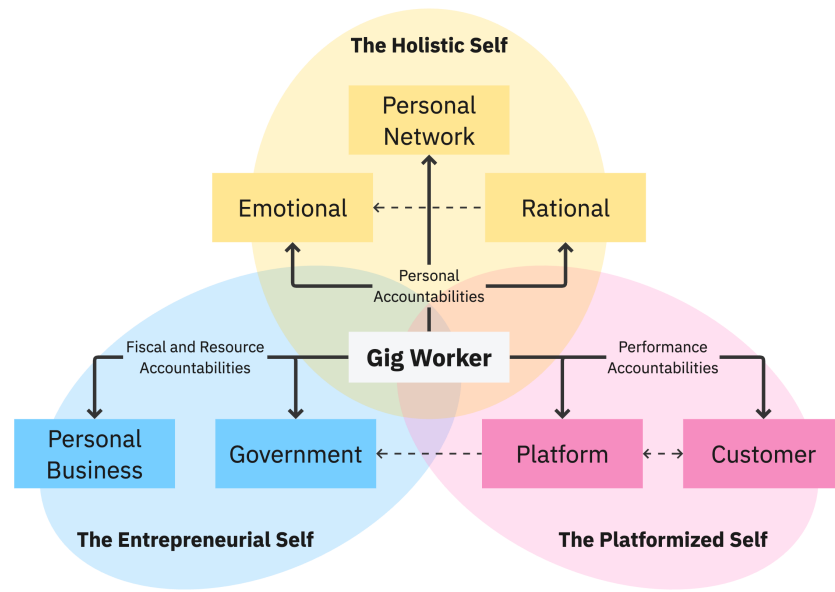 The Holistic Self
Personal
Network
Emotional
Rational
Personal
Accountabilities
Fiscal and Resource
Accountabilities
Gig Worker
Performance
Accountabilities
Personal
Business
Government
Platform
Customer
The Entrepreneurial Self
The Platformized Self